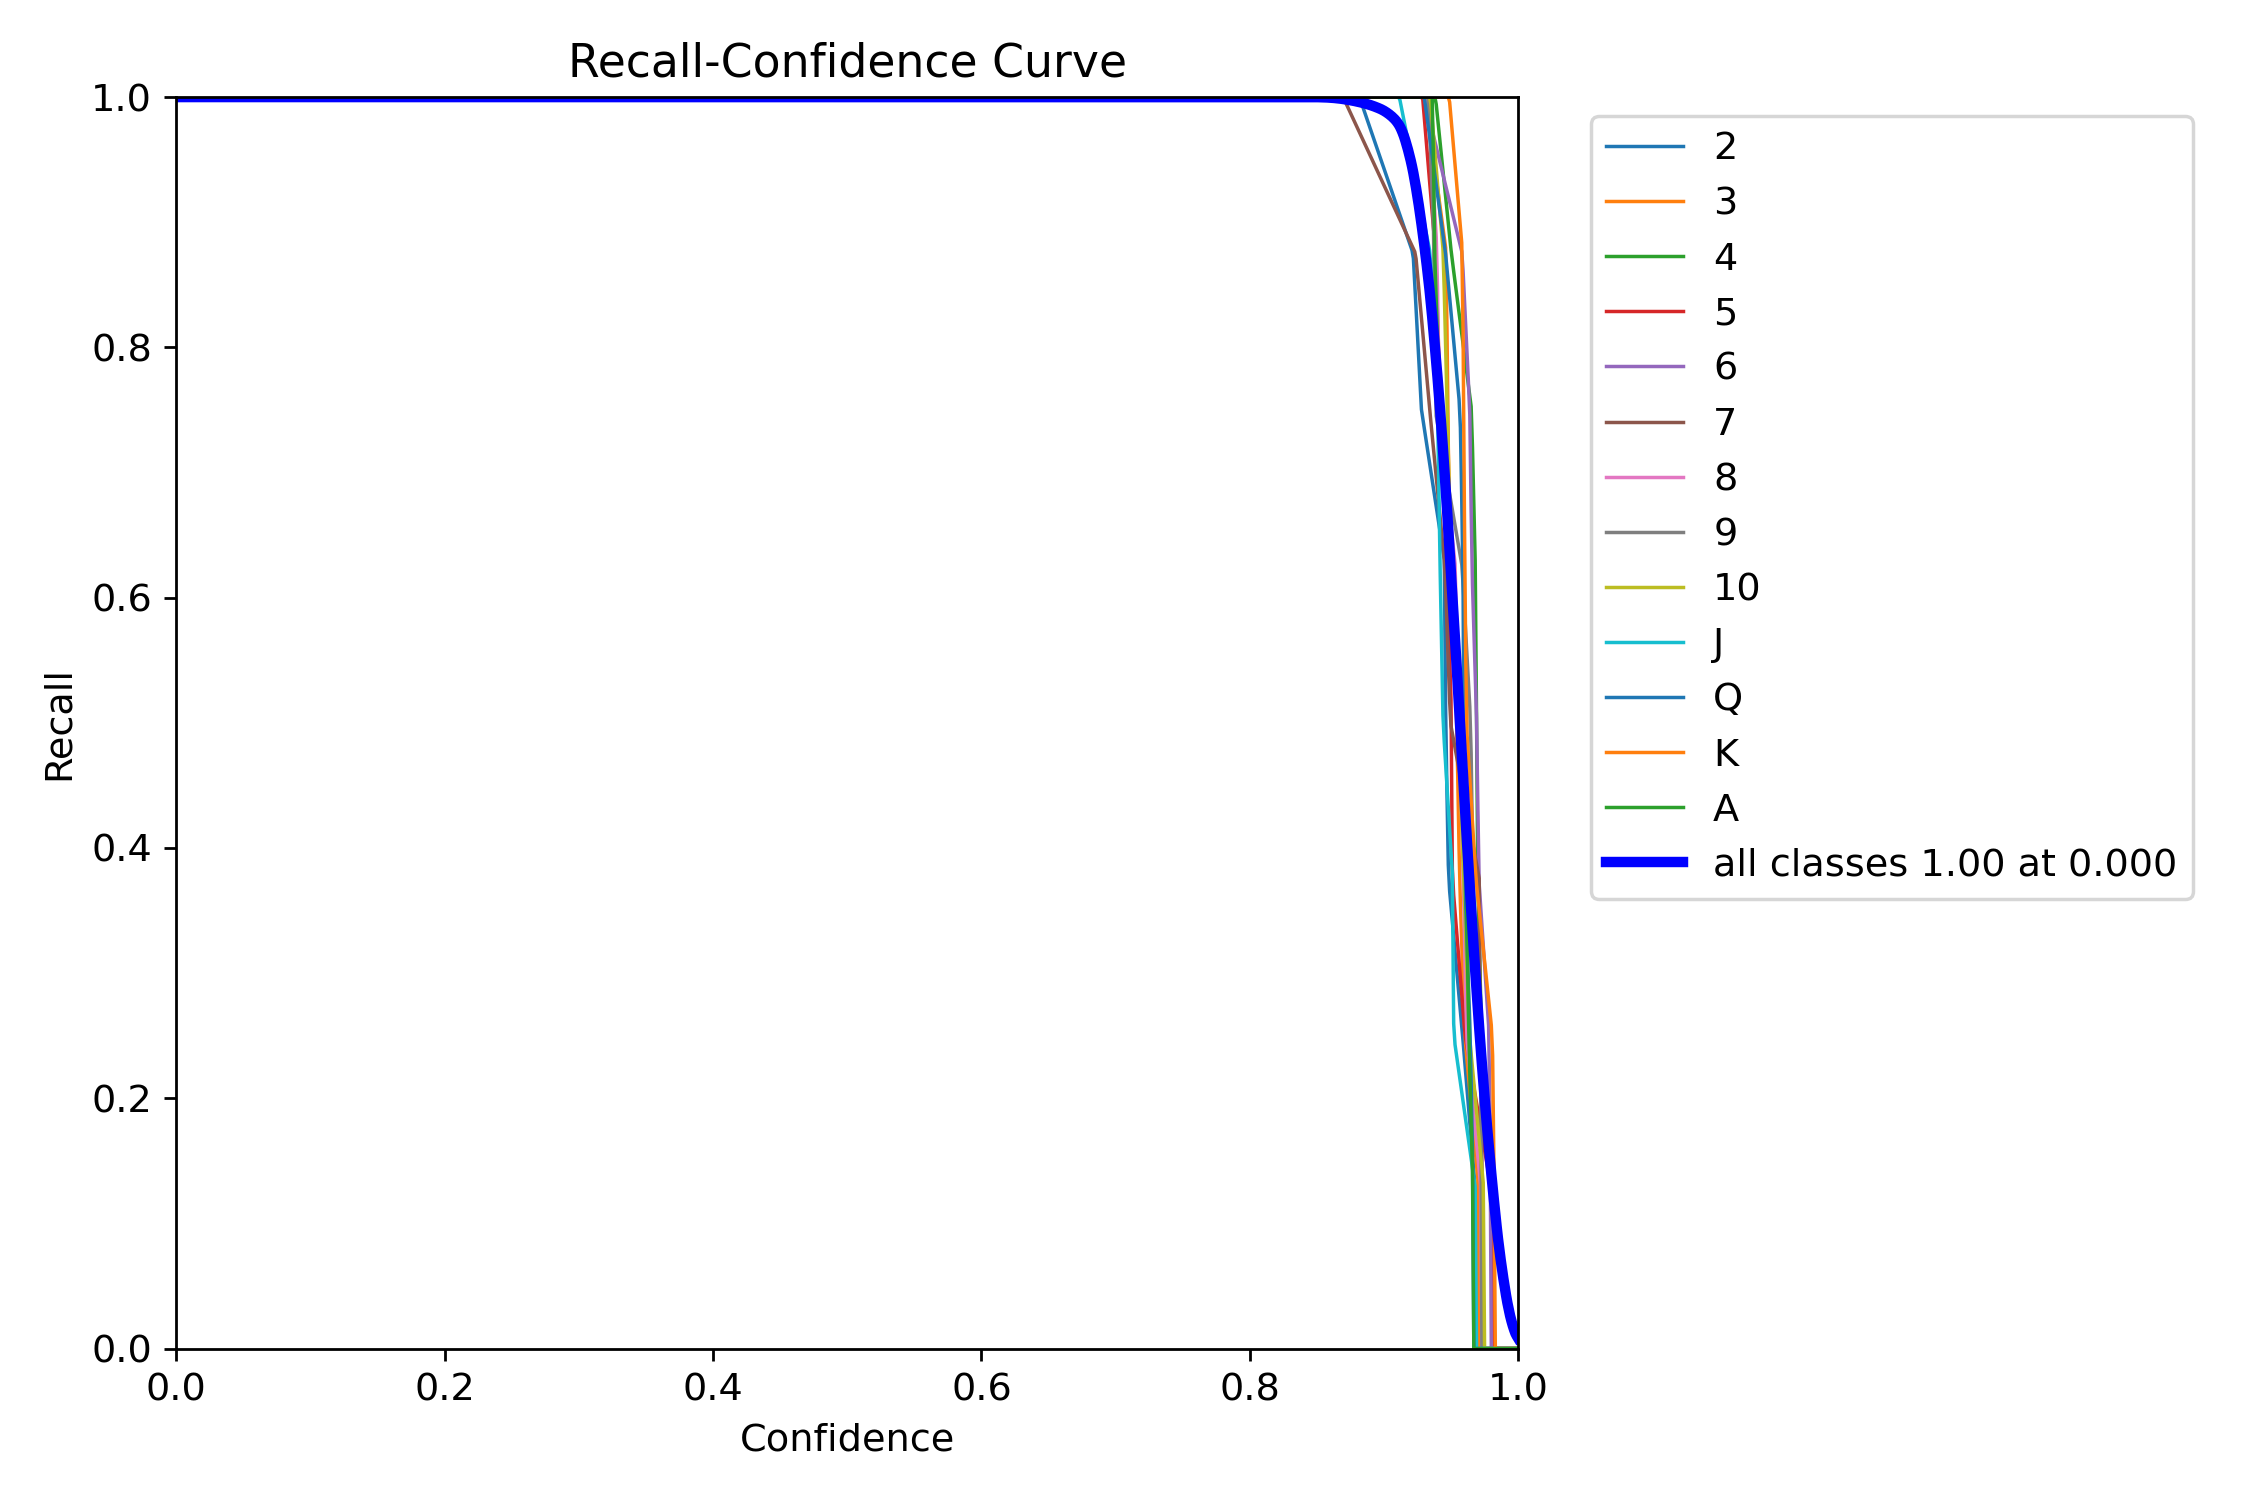 Recall-Confidence Curve
1.0
0.8
0.6
0.4
0.2
0.0
Recall
0.0 0.2 0.4 0.6 0.8 1.0
Confidence
2
3
4
5
6
7
8
9
10
J
Q
K
A
all classes 1.00 at 0.000